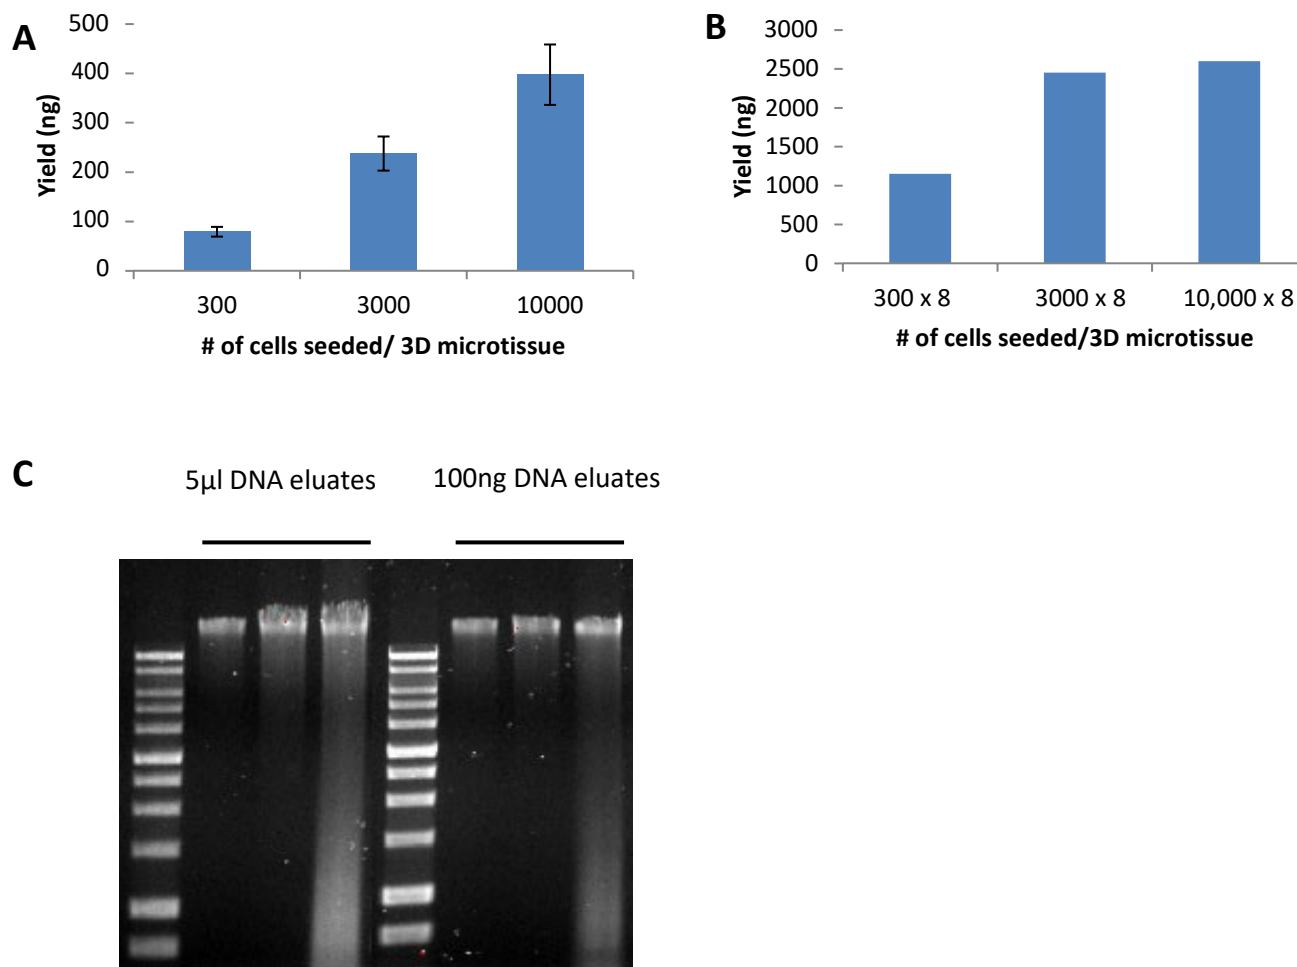 A
Yield (ng)
500
400
300
200
100
0
300 3000 10000
# of cells seeded/ 3D microtissue
B
Yield (ng)
3000
2500
2000
1500
1000
500
0
300 x 8 3000 x 8 10,000 x 8
# of cells seeded/3D microtissue
C
5µl DNA eluates 100ng DNA eluates